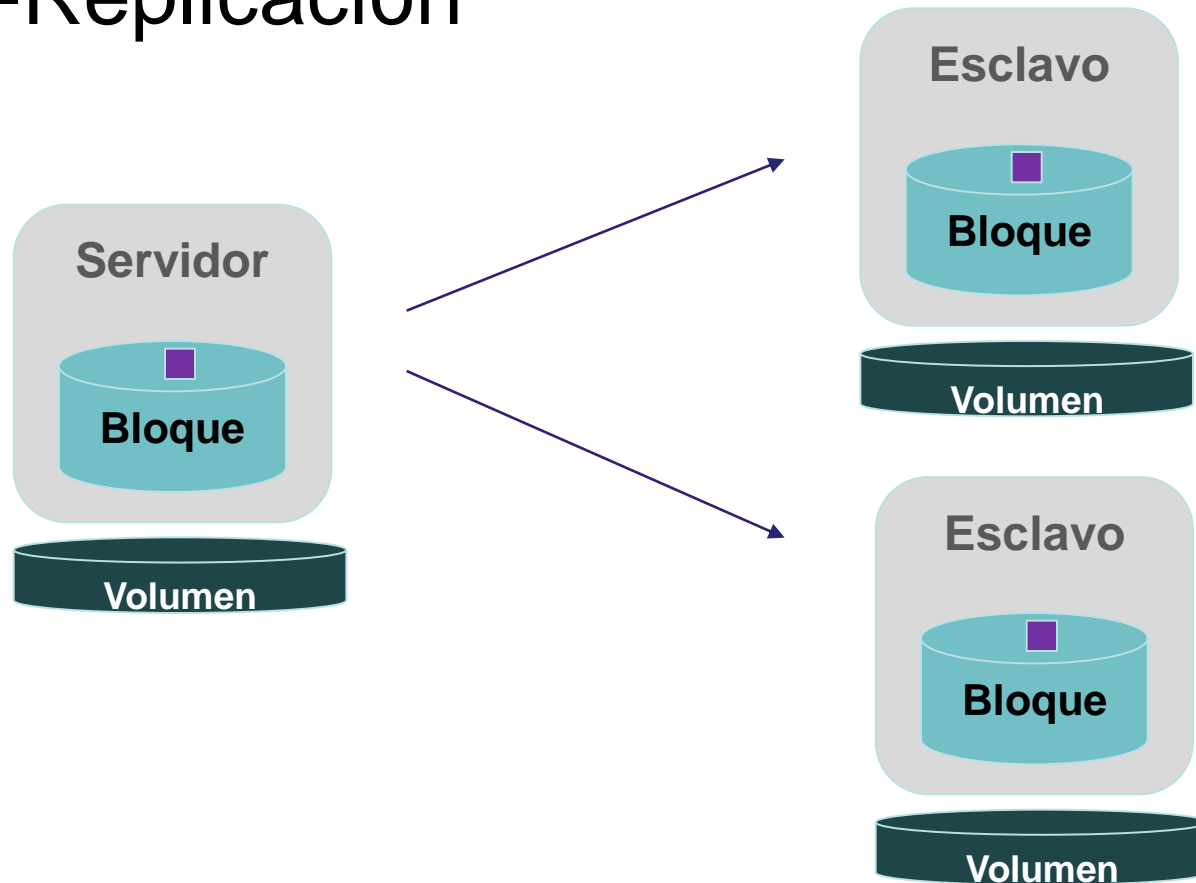 -Replicación
Esclavo
Bloque
Volumen
Servidor
Bloque
Volumen
Esclavo
Bloque
Volumen